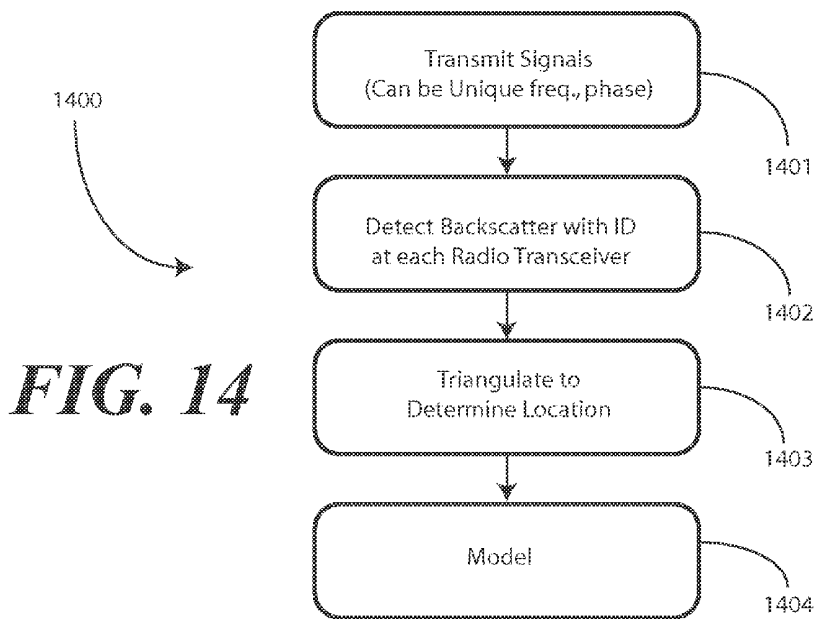 Transmit Signals
(Can be Unique freq., phase)
1400
1401
Detect Backscatter with ID
at each Radio Transceiver
1402
FIG. 14
Triangulate to
Determine Location
1403
Model
1404